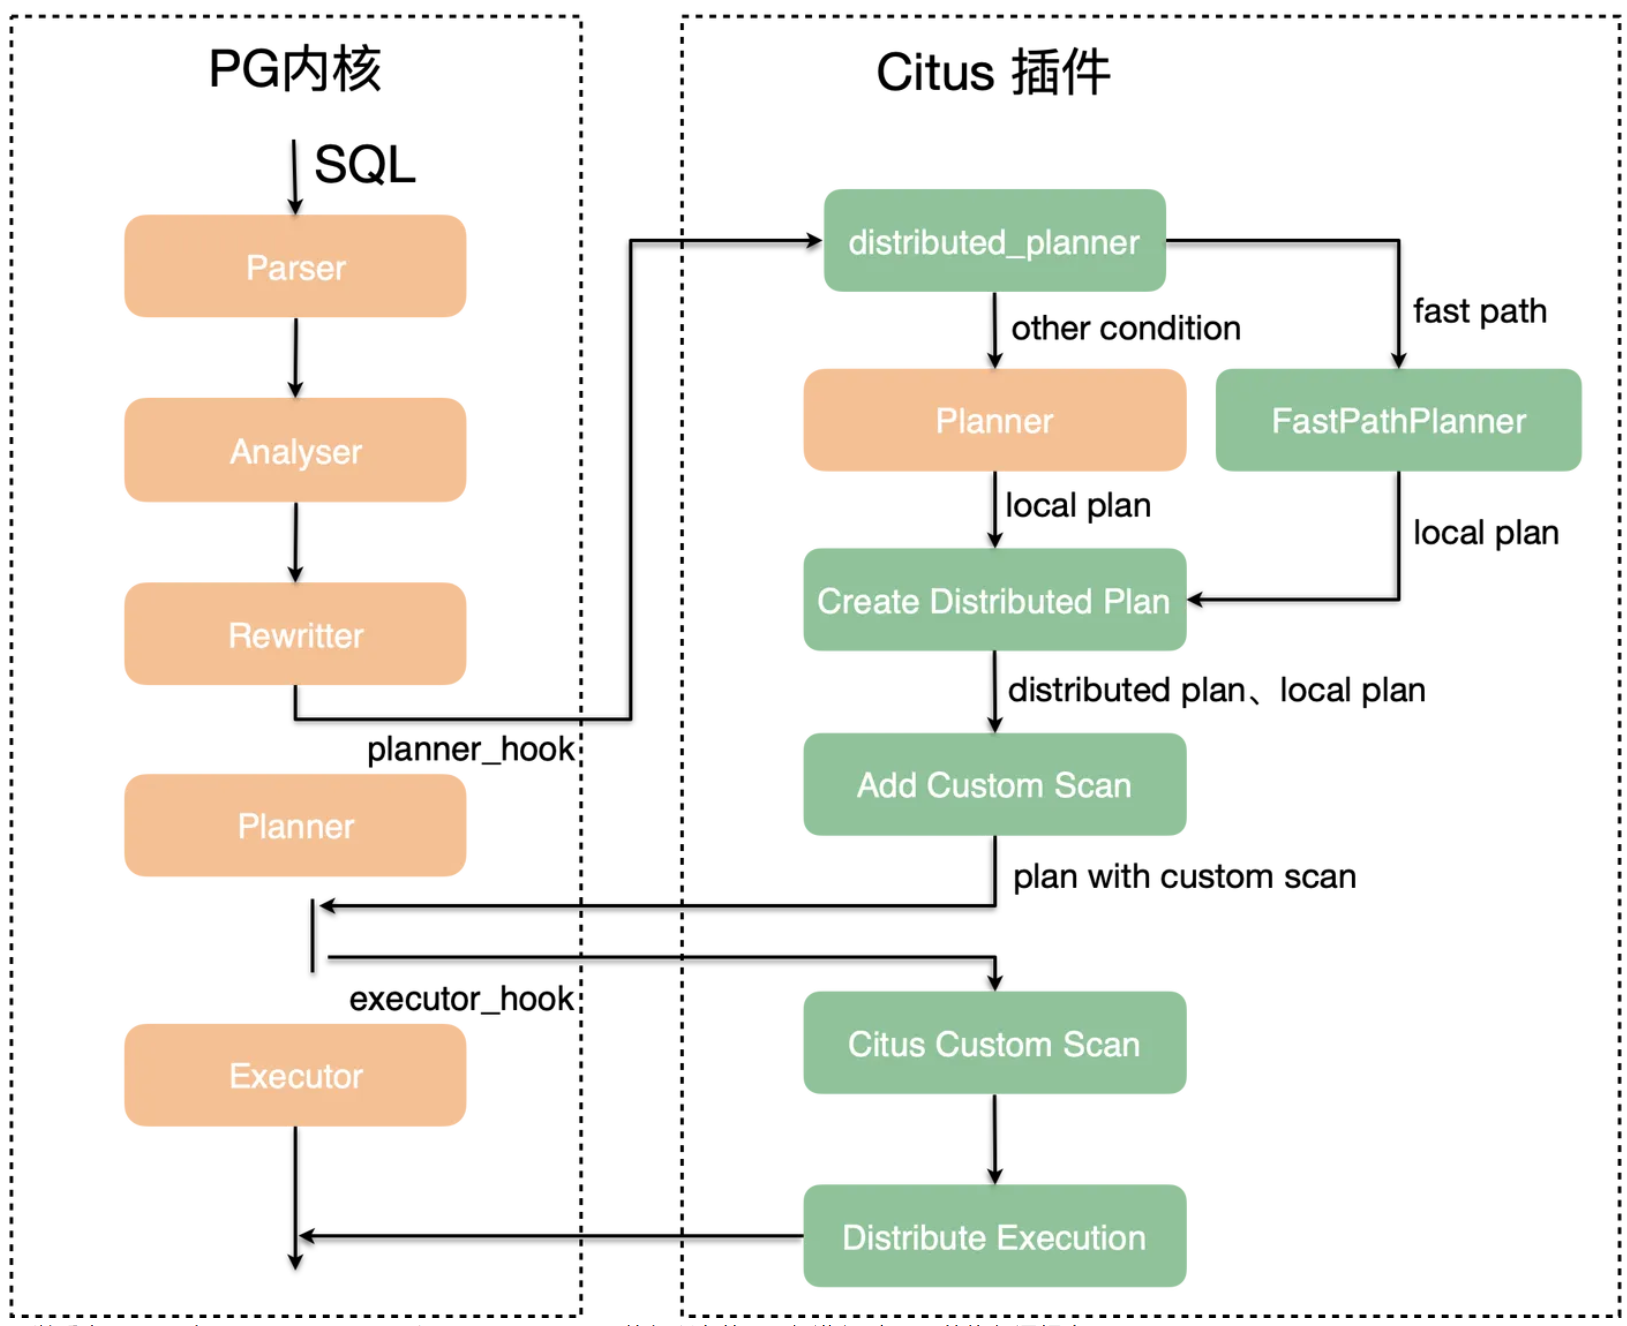 PG内核
SQL
Parser
Analyser
Rewritter
planner_hook
Planner
executor_hook
Executor
Citus 插件
distributed_planner
other condition
fast path
Planner
FastPathPlanner
local plan
local plan
Create Distributed Plan
distributed plan、local plan
Add Custom Scan
plan with custom scan
Citus Custom Scan
Distribute Execution